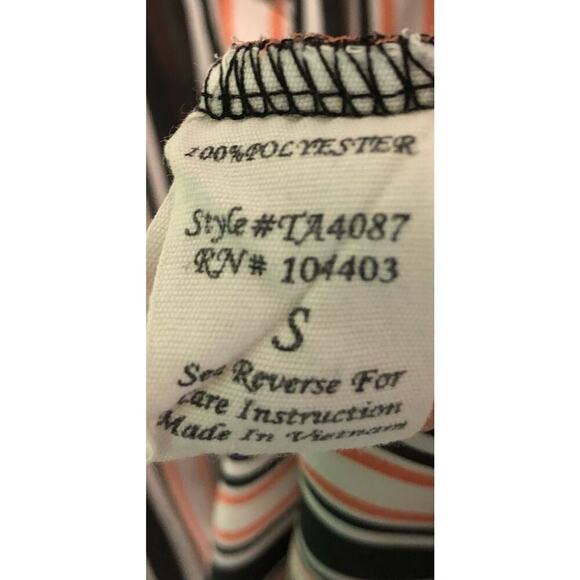 100%POLYESTER
Style#TA4087
RN# 104403
S
See Reverse For
Care Instruction
Made In Vietnam